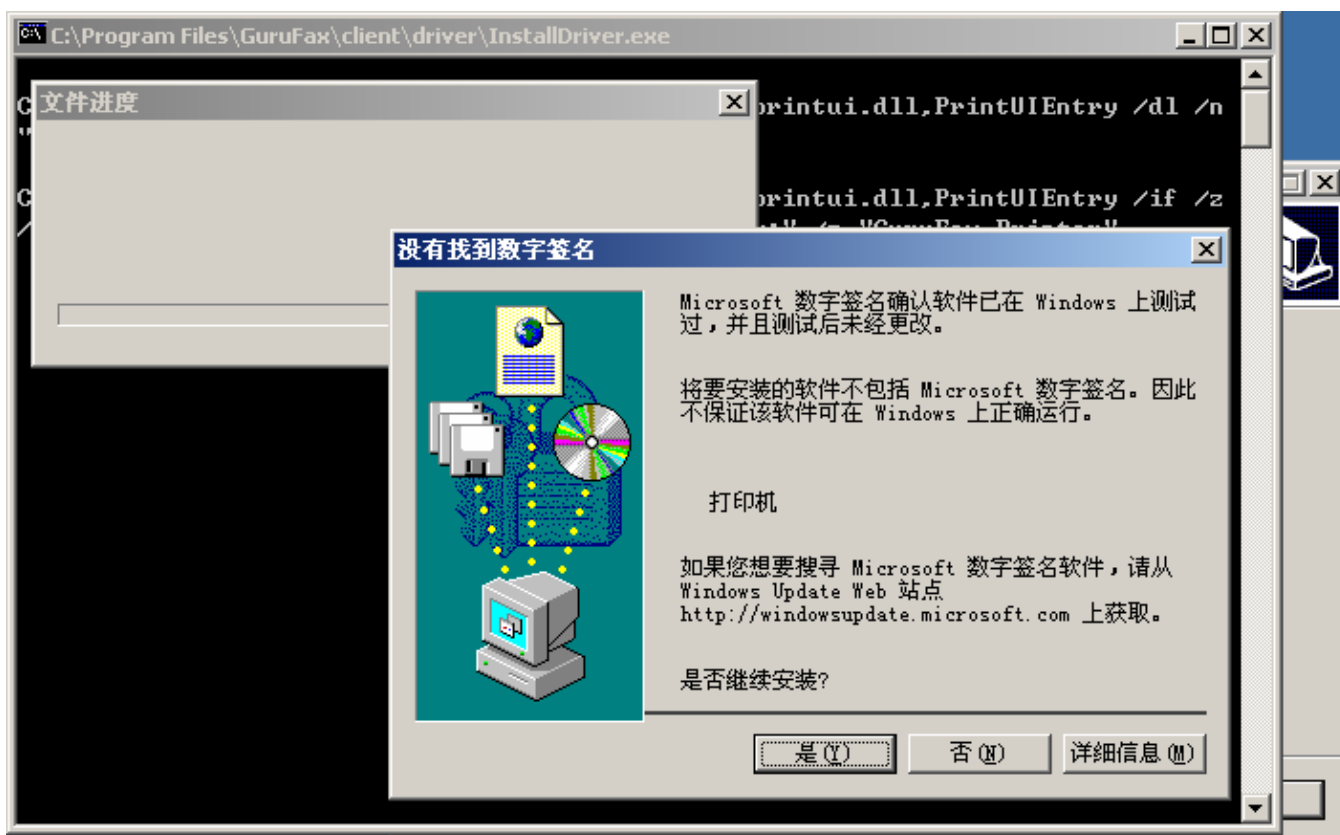 C:\Program Files\GuruFax\client\driver\InstallDriver.exe
文件进度
printui.dll,PrintUIEntry /dl /n
printui.dll,PrintUIEntry /if /z
没有找到数字签名
Microsoft 数字签名确认软件已在 Windows 上测试
过，并且测试后未经更改。
将要安装的软件不包括 Microsoft 数字签名。因此
不保证该软件可在 Windows 上正确运行。
打印机
如果您想要搜寻 Microsoft 数字签名软件，请从
Windows Update Web 站点
http://windowsupdate.microsoft.com 上获取。
是否继续安装?
是(Y)
否(N)
详细信息(M)